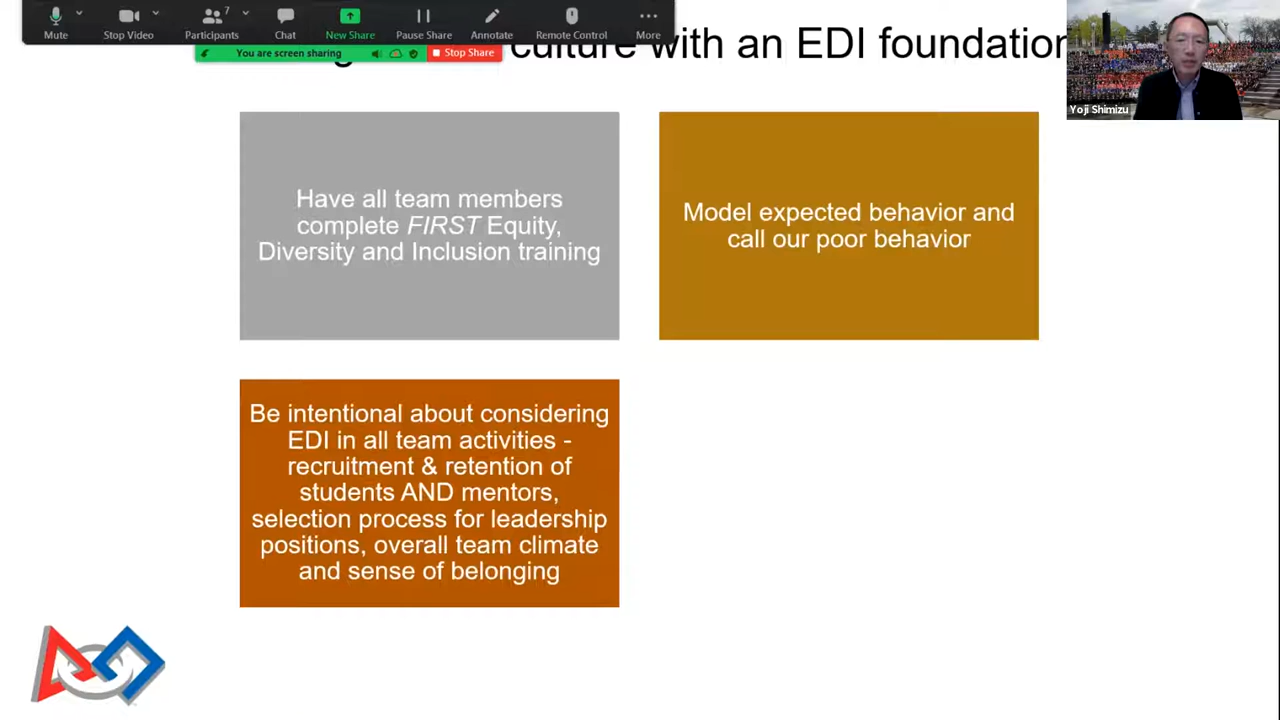 7
Mute
Stop Video
Participants
Chat
New Share
Pause Share
Annotate
Remote Control
More
You are screen sharing
Stop Share
culture with an EDI foundation
Yoji Shimizu
Have all team members
complete FIRST Equity,
Diversity and Inclusion training
Model expected behavior and
call our poor behavior
Be intentional about considering
EDI in all team activities -
recruitment & retention of
students AND mentors,
selection process for leadership
positions, overall team climate
and sense of belonging